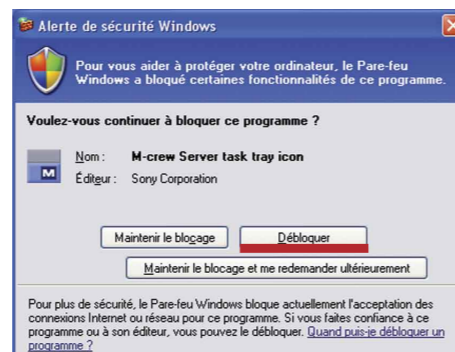 Alerte de sécurité Windows
Pour vous aider à protéger votre ordinateur, le Pare-feu
Windows a bloqué certaines fonctionnalités de ce programme.
Voulez-vous continuer à bloquer ce programme ?
Nom : M-crew Server task tray icon
M
Éditeur : Sony Corporation
Maintenir le blocage Débloquer
Maintenir le blocage et me redemander ultérieurement
Pour plus de sécurité, le Pare-feu Windows bloque actuellement l'acceptation des
connexions Internet ou réseau pour ce programme. Si vous faites confiance à ce
programme ou à son éditeur, vous pouvez le débloquer. Quand puis-je débloquer un
programme ?